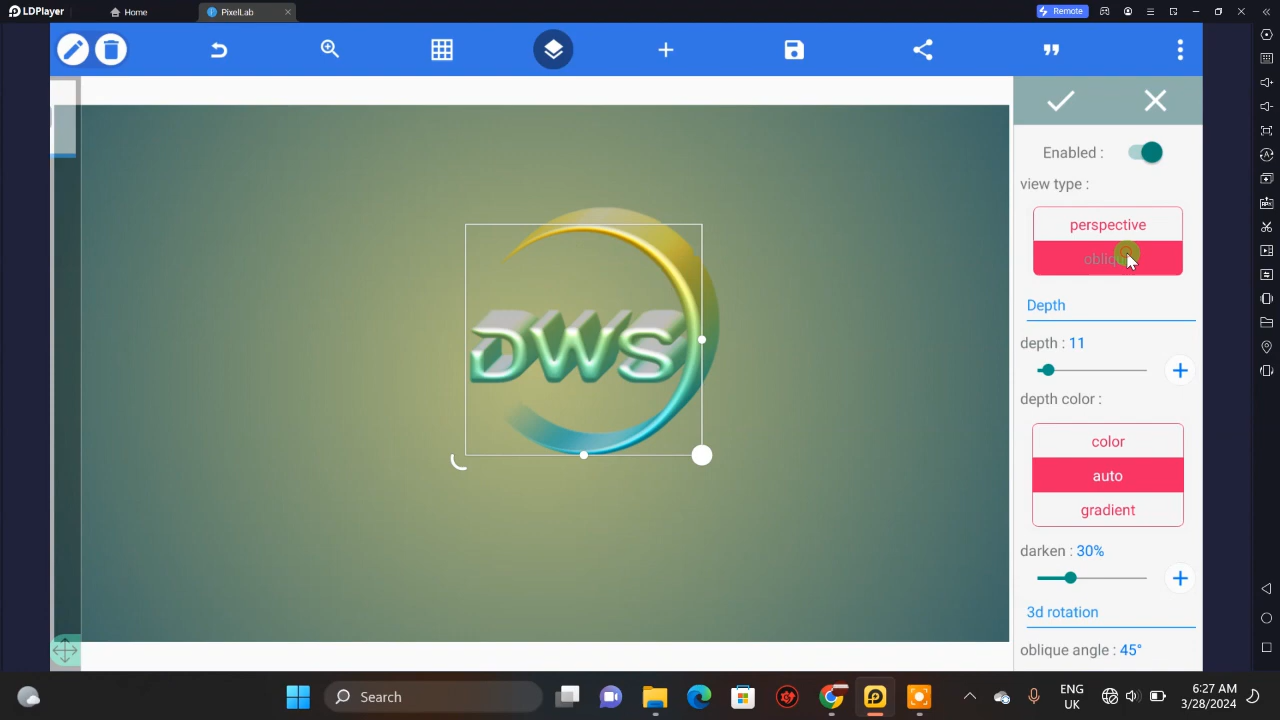 LDPlayer
Home
PixelLab
Remote
Enabled :
view type :
perspective
oblique
Depth
depth : 11
depth color :
color
auto
gradient
darken : 30%
3d rotation
oblique angle : 45°
DWS
Search
ENG
UK
6:27 AM
3/28/2024